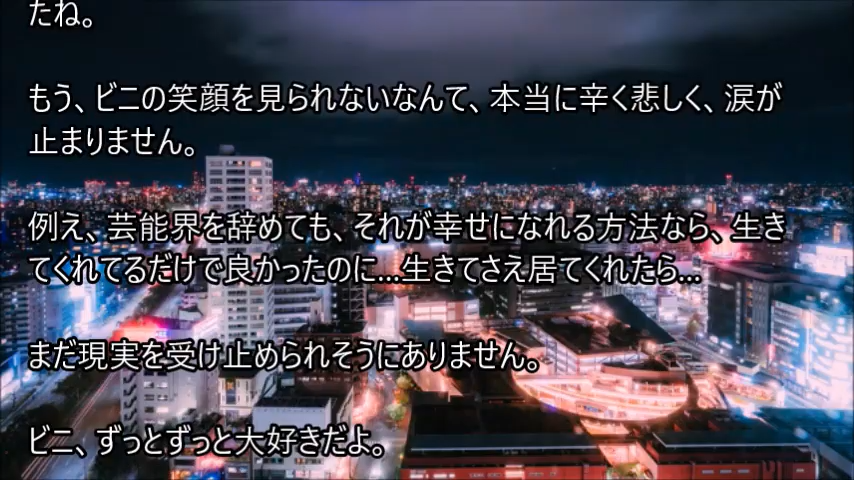 たね。
もう、ビニの笑顔を見られないなんて、本当に辛く悲しく、涙が
止まりません。
例え、芸能界を辞めても、それが幸せになれる方法なら、生き
てくれてるだけで良かったのに...生きてさえ居てくれたら...
まだ現実を受け止められそうにありません。
ビニ、ずっとずっと大好きだよ。